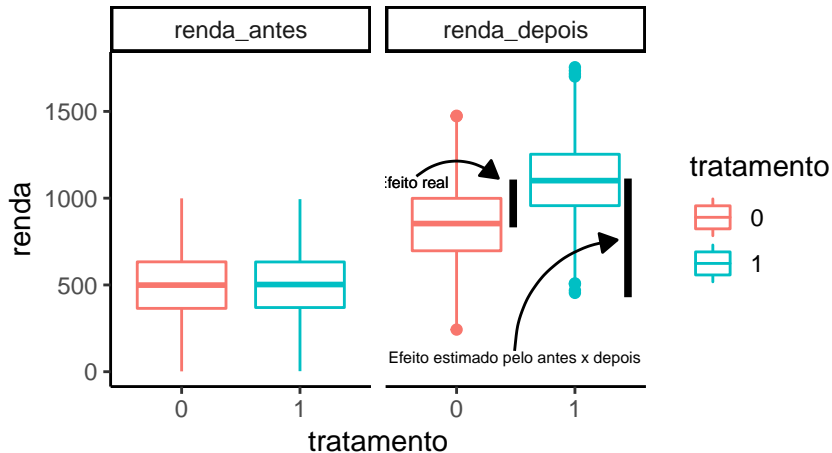 renda_antes
renda_depois
renda
1500
1000
500
0
feito real
Efeito estimado pelo antes x depois
0
1
0
1
tratamento
tratamento
0
1